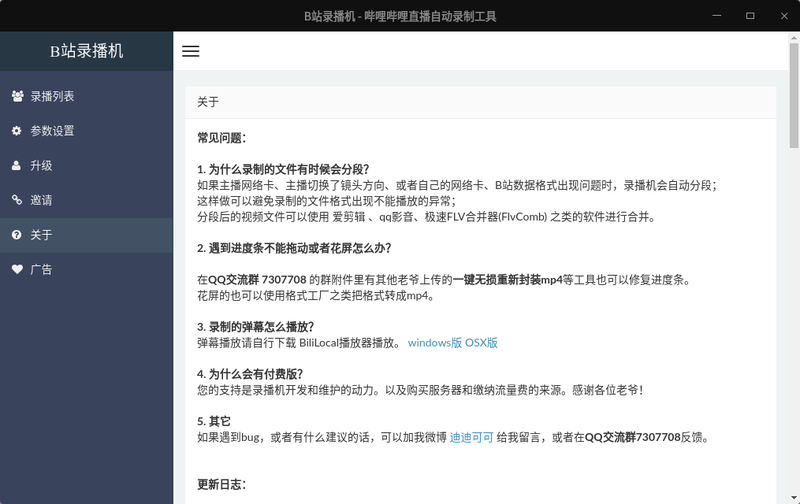 B站录播机 - 哔哩哔哩直播自动录制工具
B站录播机
录播列表
参数设置
升级
邀请
关于
广告
关于
常见问题：
1. 为什么录制的文件有时候会分段?
如果主播网络卡、主播切换了镜头方向、或者自己的网络卡、B站数据格式出现问题时，录播机会自动分段；
这样做可以避免录制的文件格式出现不能播放的异常；
分段后的视频文件可以使用 爱剪辑 、qq影音、极速FLV合并器(FlvComb) 之类的软件进行合并。
2. 遇到进度条不能拖动或者花屏怎么办?
在QQ交流群 7307708 的群附件里有其他老爷上传的一键无损重新封装mp4等工具也可以修复进度条。
花屏的也可以使用格式工厂之类把格式转成mp4。
3. 录制的弹幕怎么播放?
弹幕播放请自行下载 BiliLocal播放器播放。 windows版 OSX版
4. 为什么会有付费版?
您的支持是录播机开发和维护的动力。以及购买服务器和缴纳流量费的来源。感谢各位老爷！
5. 其它
如果遇到bug，或者有什么建议的话，可以加我微博 迪迪可可 给我留言，或者在QQ交流群7307708反馈。
更新日志：